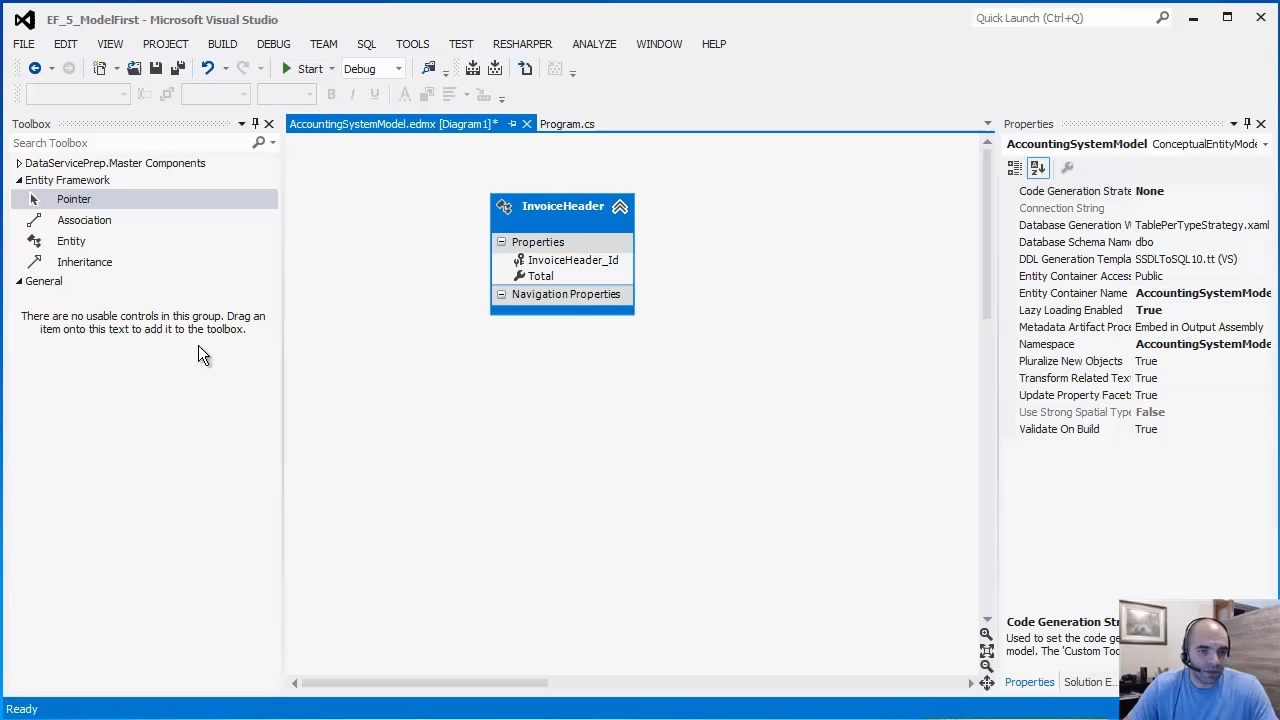 EF_5_ModelFirst - Microsoft Visual Studio
Quick Launch (Ctrl+Q)
FILE EDIT VIEW PROJECT BUILD DEBUG TEAM SQL TOOLS TEST RESHARPER ANALYZE WINDOW HELP
Start Debug
B I U A
Toolbox
AccountingSystemModel.edmx [Diagram1]* Program.cs
Properties
Search Toolbox
AccountingSystemModel ConceptualEntityMode
DataServicePrep.Master Components
Entity Framework
Pointer
Association
Entity
Inheritance
General
There are no usable controls in this group. Drag an
item onto this text to add it to the toolbox.
InvoiceHeader
Properties
InvoiceHeader_Id
Total
Navigation Properties
Code Generation Strate None
Connection String
Database Generation W TablePerTypeStrategy.xaml
Database Schema Nam dbo
DDL Generation Templa SSDLToSQL10.tt (VS)
Entity Container Access Public
Entity Container Name AccountingSystemMode
Lazy Loading Enabled True
Metadata Artifact Proce Embed in Output Assembly
Namespace AccountingSystemMode
Pluralize New Objects True
Transform Related Text True
Update Property Facets True
Use Strong Spatial Type False
Validate On Build True
Code Generation Str
Used to set the code ge
model. The 'Custom Too
Properties Solution E...
Ready